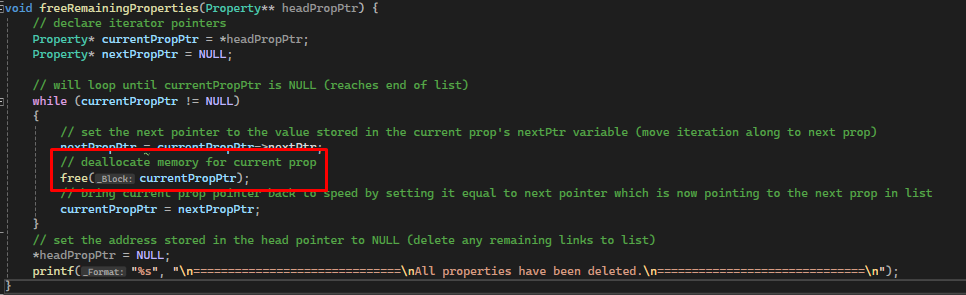 void freeRemainingProperties(Property** headPropPtr) {
// declare iterator pointers
Property* currentPropPtr = *headPropPtr;
Property* nextPropPtr = NULL;
// will loop until currentPropPtr is NULL (reaches end of list)
while (currentPropPtr != NULL)
{
// set the next pointer to the value stored in the current prop's nextPtr variable (move iteration along to next prop)
nextPropPtr = currentPropPtr->nextPtr;
// deallocate memory for current prop
free(_Block: currentPropPtr);
// bring current prop pointer back to speed by setting it equal to next pointer which is now pointing to the next prop in list
currentPropPtr = nextPropPtr;
}
// set the address stored in the head pointer to NULL (delete any remaining links to list)
*headPropPtr = NULL;
printf(_Format: "%s", "\n==============================\nAll properties have been deleted.\n==============================\n");
}